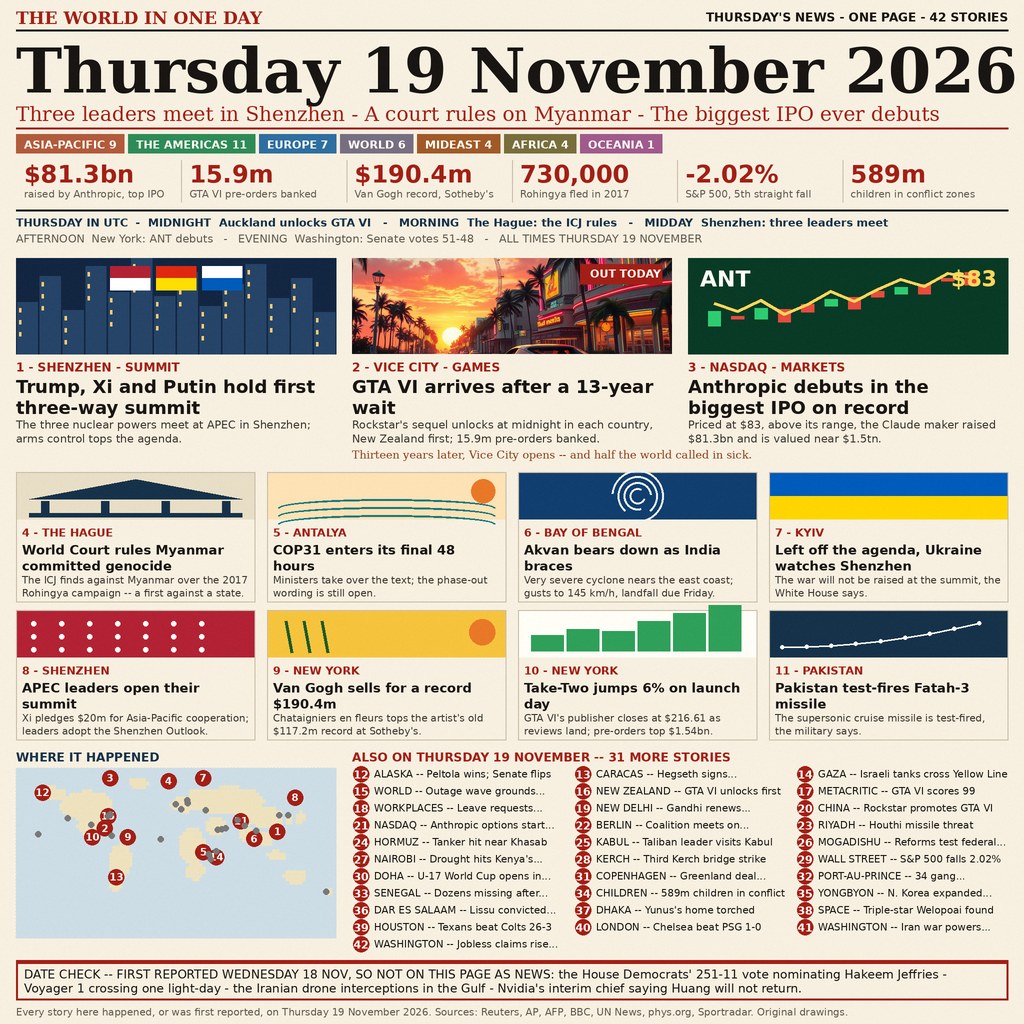 THE WORLD IN ONE DAY
THURSDAY'S NEWS - ONE PAGE - 42 STORIES
Thursday 19 November 2026
Three leaders meet in Shenzhen - A court rules on Myanmar - The biggest IPO ever debuts
ASIA-PACIFIC 9
THE AMERICAS 11
EUROPE 7
WORLD 6
MIDEAST 4
AFRICA 4
OCEANIA 1
$81.3bn
raised by Anthropic, top IPO
15.9m
GTA VI pre-orders banked
$190.4m
Van Gogh record, Sotheby's
730,000
Rohingya fled in 2017
-2.02%
S&P 500, 5th straight fall
589m
children in conflict zones
THURSDAY IN UTC - MIDNIGHT Auckland unlocks GTA VI - MORNING The Hague: the ICJ rules - MIDDAY Shenzhen: three leaders meet
AFTERNOON New York: ANT debuts - EVENING Washington: Senate votes 51-48 - ALL TIMES THURSDAY 19 NOVEMBER
1 - SHENZHEN - SUMMIT
Trump, Xi and Putin hold first
three-way summit
The three nuclear powers meet at APEC in Shenzhen;
arms control tops the agenda.
OUT TODAY
2 - VICE CITY - GAMES
GTA VI arrives after a 13-year
wait
Rockstar's sequel unlocks at midnight in each country,
New Zealand first; 15.9m pre-orders banked.
Thirteen years later, Vice City opens -- and half the world called in sick.
ANT
$83
3 - NASDAQ - MARKETS
Anthropic debuts in the
biggest IPO on record
Priced at $83, above its range, the Claude maker raised
$81.3bn and is valued near $1.5tn.
4 - THE HAGUE
World Court rules Myanmar
committed genocide
The ICJ finds against Myanmar over the 2017
Rohingya campaign -- a first against a state.
5 - ANTALYA
COP31 enters its final 48
hours
Ministers take over the text; the phase-out
wording is still open.
6 - BAY OF BENGAL
Akvan bears down as India
braces
Very severe cyclone nears the east coast;
gusts to 145 km/h, landfall due Friday.
7 - KYIV
Left off the agenda, Ukraine
watches Shenzhen
The war will not be raised at the summit, the
White House says.
8 - SHENZHEN
APEC leaders open their
summit
Xi pledges $20m for Asia-Pacific cooperation;
leaders adopt the Shenzhen Outlook.
9 - NEW YORK
Van Gogh sells for a record
$190.4m
Chataigniers en fleurs tops the artist's old
$117.2m record at Sotheby's.
10 - NEW YORK
Take-Two jumps 6% on launch
day
GTA VI's publisher closes at $216.61 as
reviews land; pre-orders top $1.54bn.
11 - PAKISTAN
Pakistan test-fires Fatah-3
missile
The supersonic cruise missile is test-fired,
the military says.
WHERE IT HAPPENED
12
3
4
7
8
2
10
9
1
6
5
14
13
ALSO ON THURSDAY 19 NOVEMBER -- 31 MORE STORIES
12 ALASKA -- Peltola wins; Senate flips
13 CARACAS -- Hegseth signs...
14 GAZA -- Israeli tanks cross Yellow Line
15 WORLD -- Outage wave grounds...
16 NEW ZEALAND -- GTA VI unlocks first
17 METACRITIC -- GTA VI scores 99
18 WORKPLACES -- Leave requests...
19 NEW DELHI -- Gandhi renews...
20 CHINA -- Rockstar promotes GTA VI
21 NASDAQ -- Anthropic options start...
22 BERLIN -- Coalition meets on...
23 RIYADH -- Houthi missile threat
24 HORMUZ -- Tanker hit near Khasab
25 KABUL -- Taliban leader visits Kabul
26 MOGADISHU -- Reforms test federal...
27 NAIROBI -- Drought hits Kenya's...
28 KERCH -- Third Kerch bridge strike
29 WALL STREET -- S&P 500 falls 2.02%
30 DOHA -- U-17 World Cup opens in...
31 COPENHAGEN -- Greenland deal...
32 PORT-AU-PRINCE -- 34 gang...
33 SENEGAL -- Dozens missing after...
34 CHILDREN -- 589m children in conflict
35 YONGBYON -- N. Korea expanded...
36 DAR ES SALAAM -- Lissu convicted...
37 DHAKA -- Yunus's home torched
38 SPACE -- Triple-star Welopoai found
39 HOUSTON -- Texans beat Colts 26-3
40 LONDON -- Chelsea beat PSG 1-0
41 WASHINGTON -- Iran war powers...
42 WASHINGTON -- Jobless claims rise...
DATE CHECK -- FIRST REPORTED WEDNESDAY 18 NOV, SO NOT ON THIS PAGE AS NEWS: the House Democrats' 251-11 vote nominating Hakeem Jeffries -
Voyager 1 crossing one light-day - the Iranian drone interceptions in the Gulf - Nvidia's interim chief saying Huang will not return.
Every story here happened, or was first reported, on Thursday 19 November 2026. Sources: Reuters, AP, AFP, BBC, UN News, phys.org, Sportradar. Original drawings.